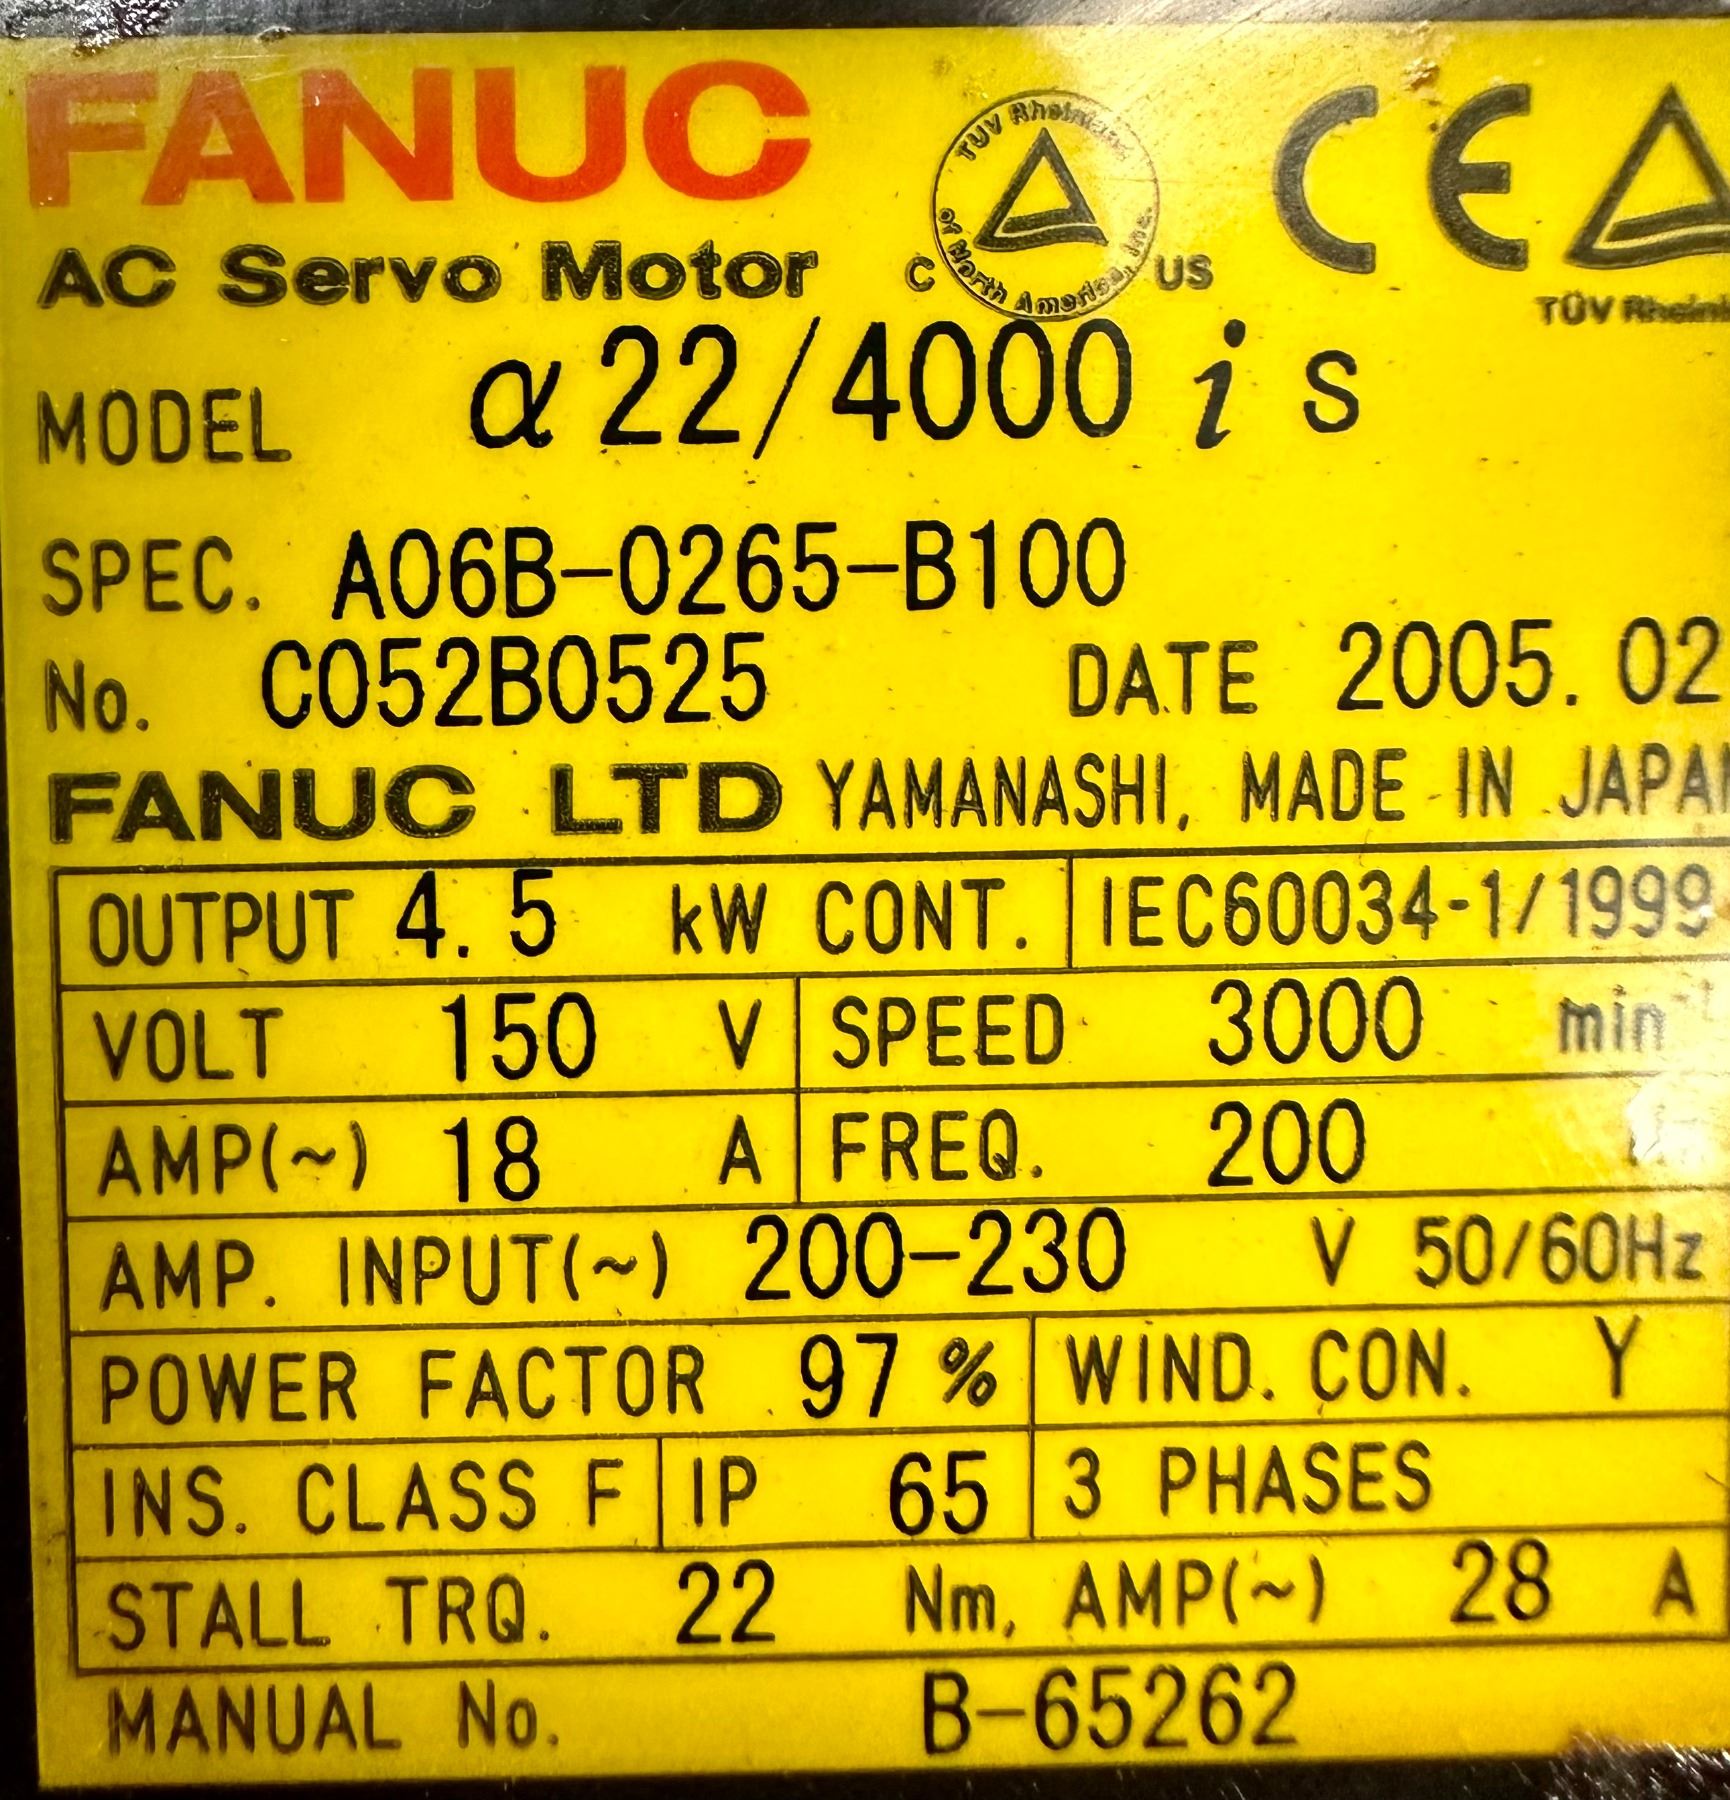 FANUC
TÜV Rheinland of North America, Inc.
C US
CE
AC Servo Motor
TÜV
MODEL α22/4000 i s
SPEC. A06B-0265-B100
No. C052B0525 DATE 2005.02
FANUC LTD YAMANASHI, MADE IN JAPAN
OUTPUT 4.5 kW CONT. IEC60034-1/1999
VOLT 150 V SPEED 3000 min⁻¹
AMP(~) 18 A FREQ. 200
AMP. INPUT(~) 200-230 V 50/60Hz
POWER FACTOR 97 % WIND. CON. Y
INS. CLASS F IP 65 3 PHASES
STALL TRQ. 22 Nm, AMP(~) 28 A
MANUAL No. B-65262